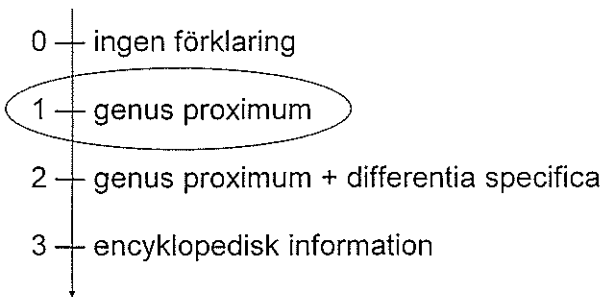 0 ingen förklaring
1 genus proximum
2 genus proximum + differentia specifica
3 encyklopedisk information